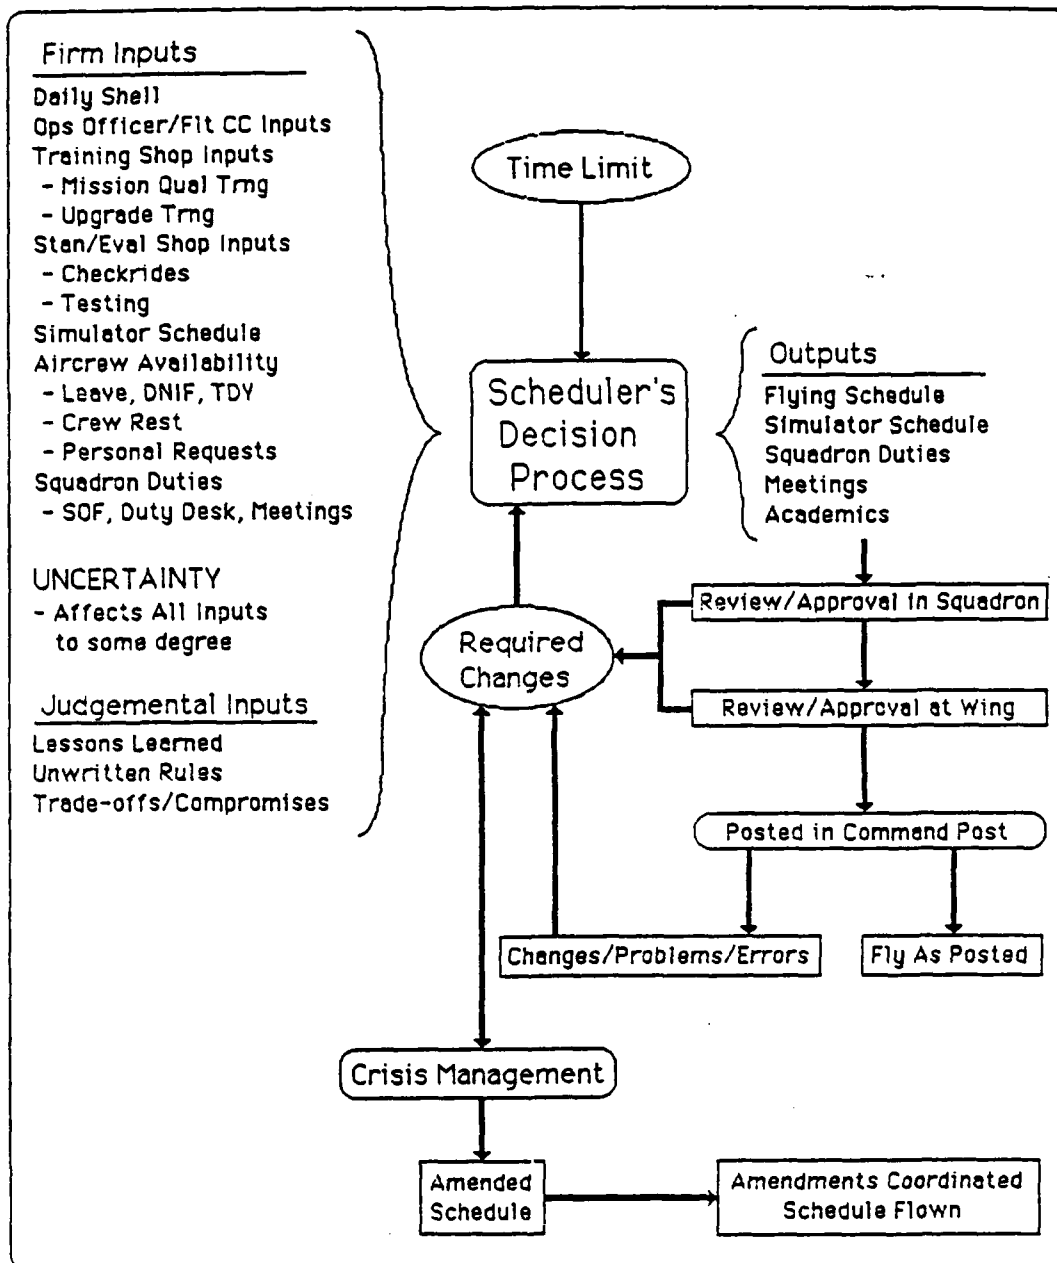 Firm Inputs
Daily Shell
Ops Officer/Flt CC Inputs
Training Shop Inputs
- Mission Qual Trng
- Upgrade Trng
Stan/Eval Shop Inputs
- Checkrides
- Testing
Simulator Schedule
Aircrew Availability
- Leave, DNIF, TDY
- Crew Rest
- Personal Requests
Squadron Duties
- SOF, Duty Desk, Meetings
UNCERTAINTY
- Affects All Inputs
to some degree
Judgemental Inputs
Lessons Learned
Unwritten Rules
Trade-offs/Compromises
Time Limit
Scheduler's
Decision
Process
Outputs
Flying Schedule
Simulator Schedule
Squadron Duties
Meetings
Academics
Review/Approval in Squadron
Required
Changes
Review/Approval at Wing
Posted in Command Post
Changes/Problems/Errors
Fly As Posted
Crisis Management
Amended
Schedule
Amendments Coordinated
Schedule Flown